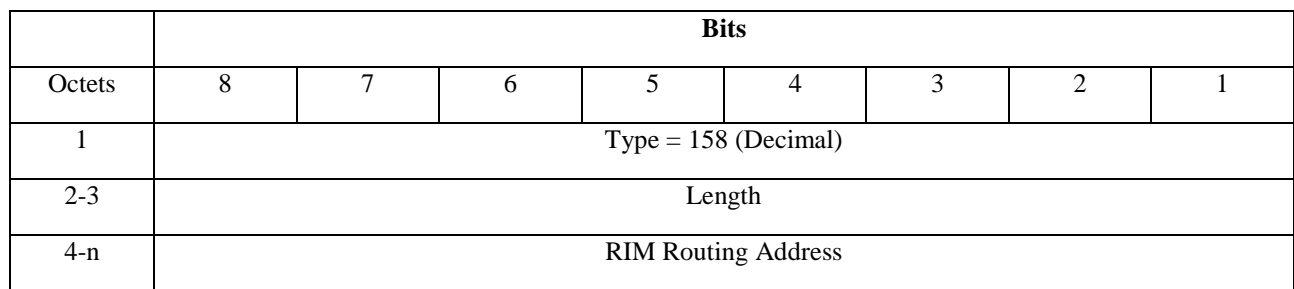 Bits
Octets 8 7 6 5 4 3 2 1
1 Type = 158 (Decimal)
2-3 Length
4-n RIM Routing Address